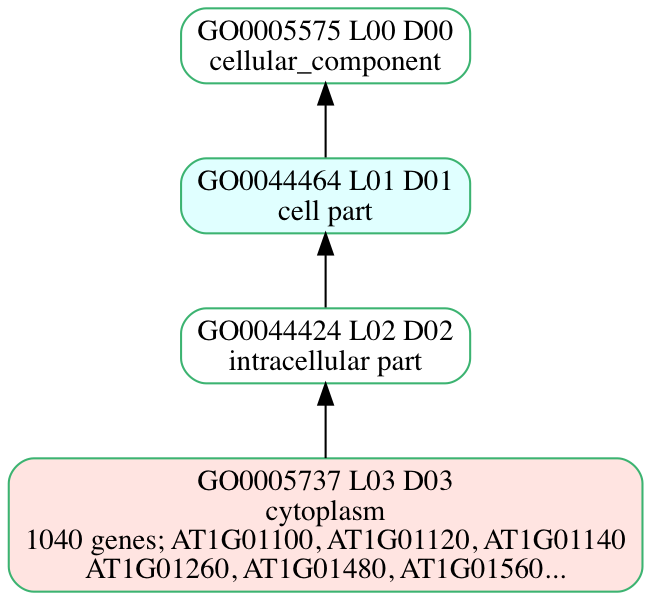 GO0005575 L00 D00
cellular_component
GO0044464 L01 D01
cell part
GO0044424 L02 D02
intracellular part
GO0005737 L03 D03
cytoplasm
1040 genes; AT1G01100, AT1G01120, AT1G01140
AT1G01260, AT1G01480, AT1G01560...